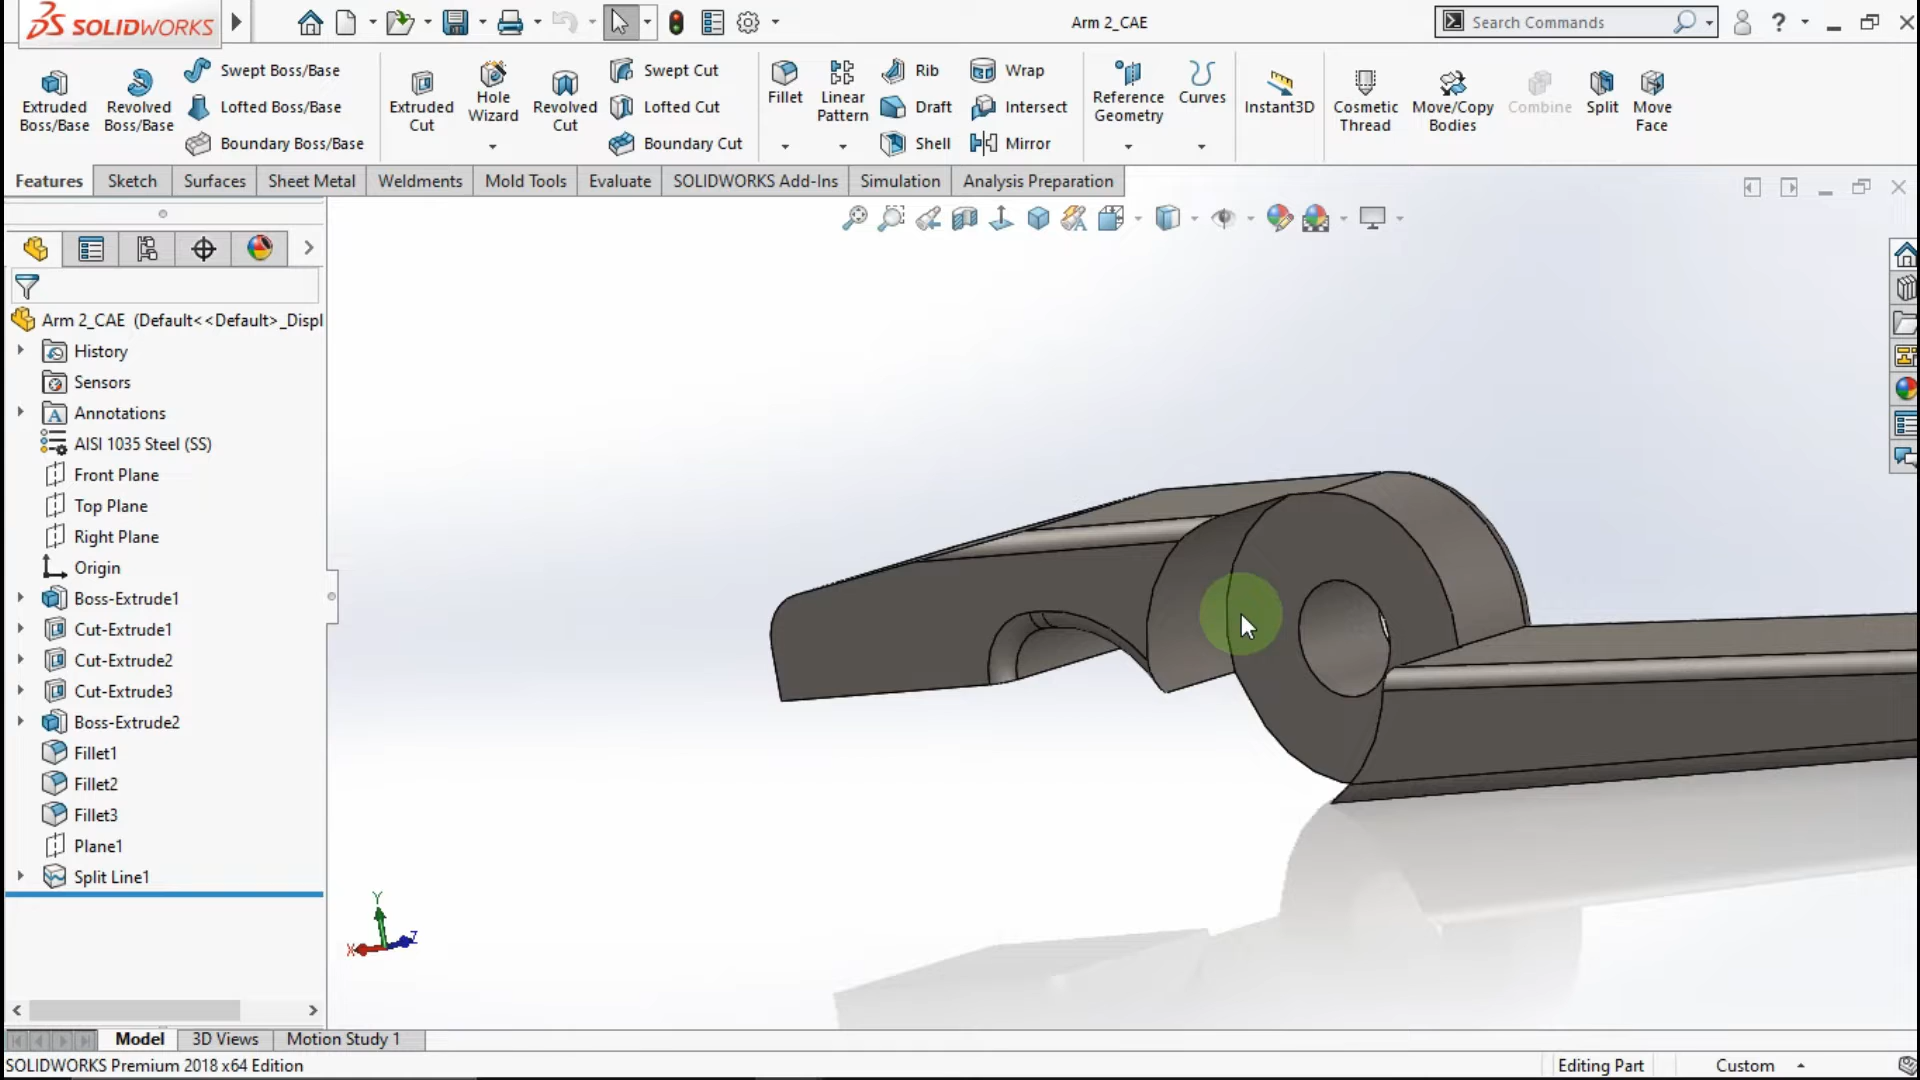 SOLIDWORKS
Arm 2_CAE
Search Commands
?
Extruded Boss/Base
Revolved Boss/Base
Swept Boss/Base
Lofted Boss/Base
Boundary Boss/Base
Extruded Cut
Hole Wizard
Revolved Cut
Swept Cut
Lofted Cut
Boundary Cut
Fillet
Linear Pattern
Rib
Draft
Shell
Wrap
Intersect
Mirror
Reference Geometry
Curves
Instant3D
Cosmetic Thread
Move/Copy Bodies
Combine
Split
Move Face
Features
Sketch
Surfaces
Sheet Metal
Weldments
Mold Tools
Evaluate
SOLIDWORKS Add-Ins
Simulation
Analysis Preparation
Arm 2_CAE (Default<<Default>_Displ
History
Sensors
Annotations
AISI 1035 Steel (SS)
Front Plane
Top Plane
Right Plane
Origin
Boss-Extrude1
Cut-Extrude1
Cut-Extrude2
Cut-Extrude3
Boss-Extrude2
Fillet1
Fillet2
Fillet3
Plane1
Split Line1
Y
X
Z
Model
3D Views
Motion Study 1
SOLIDWORKS Premium 2018 x64 Edition
Editing Part
Custom